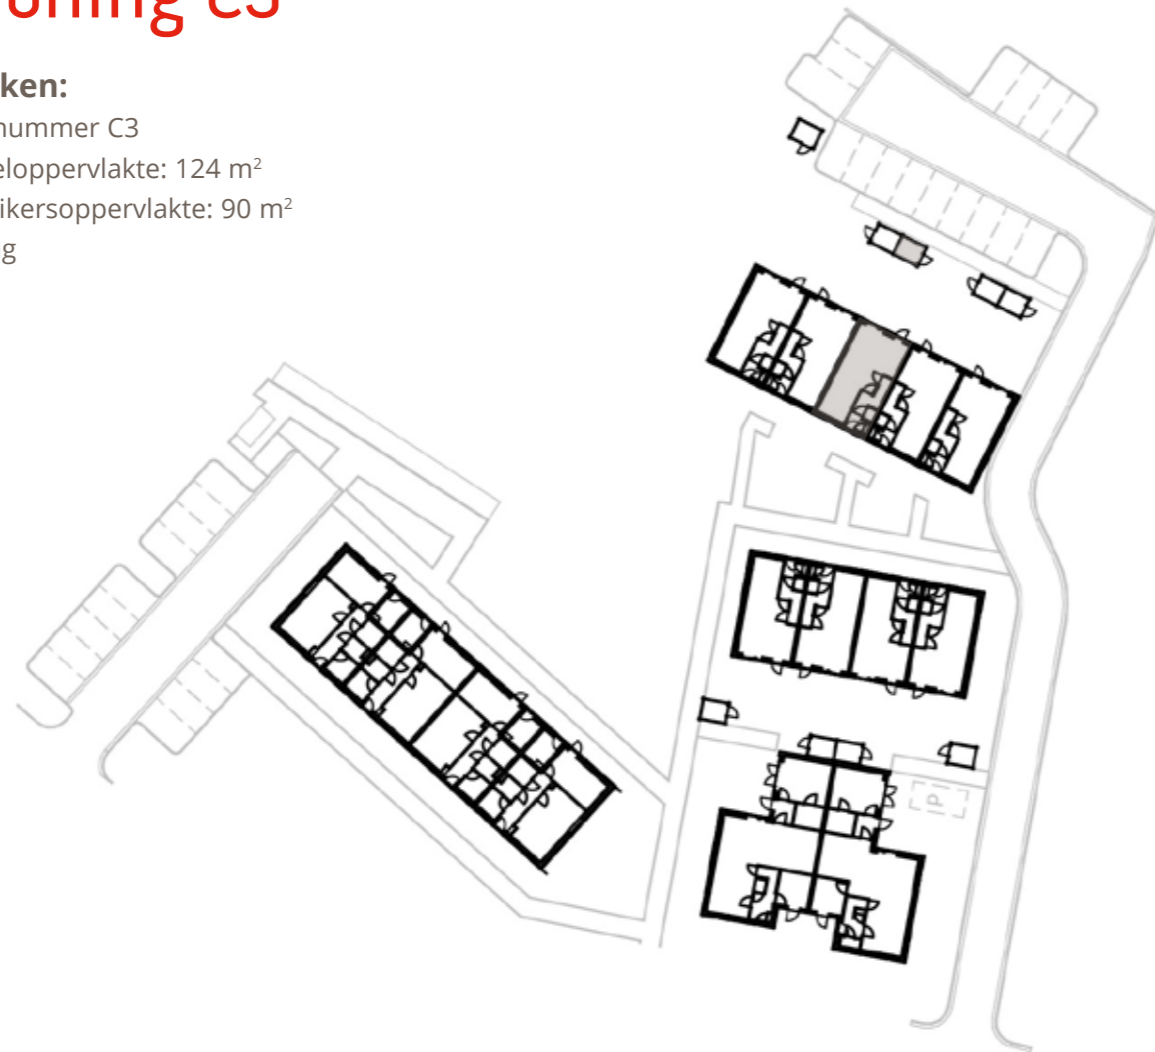 oning c3
ken:
nummer C3
eloppervlakte: 124 m²
ikersoppervlakte: 90 m²
g
P